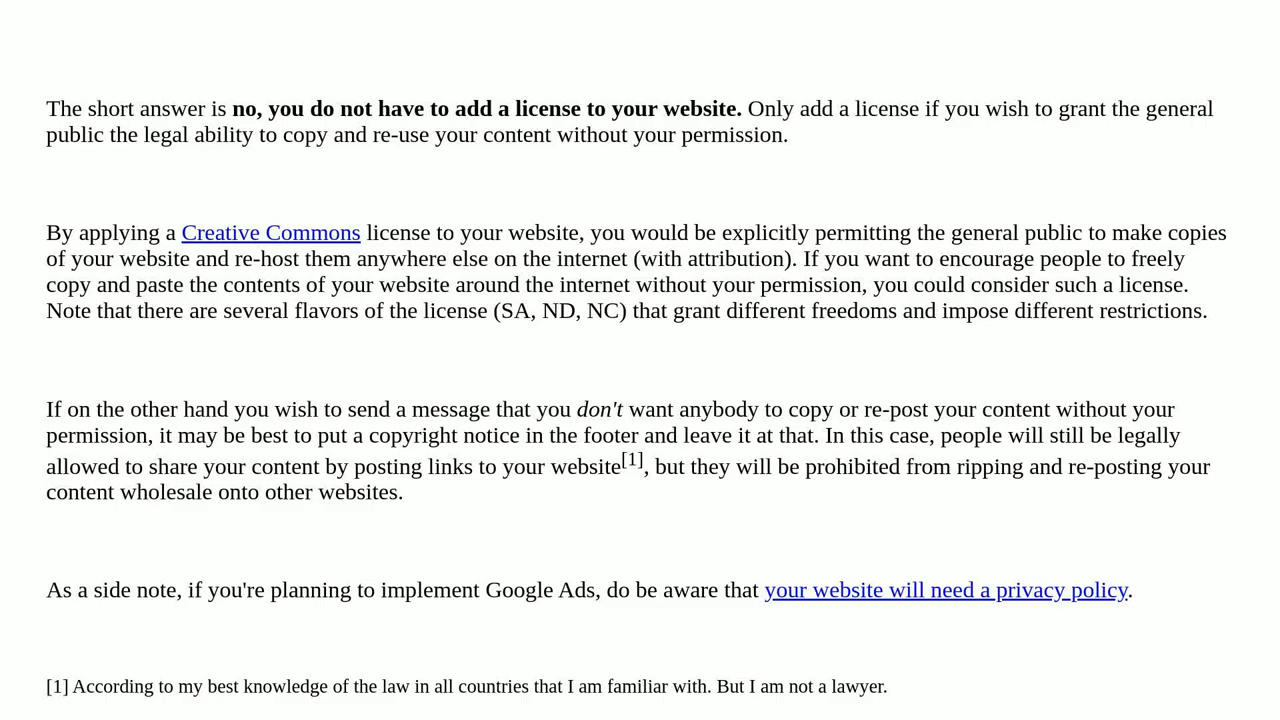 The short answer is no, you do not have to add a license to your website. Only add a license if you wish to grant the general
public the legal ability to copy and re-use your content without your permission.
By applying a Creative Commons license to your website, you would be explicitly permitting the general public to make copies
of your website and re-host them anywhere else on the internet (with attribution). If you want to encourage people to freely
copy and paste the contents of your website around the internet without your permission, you could consider such a license.
Note that there are several flavors of the license (SA, ND, NC) that grant different freedoms and impose different restrictions.
If on the other hand you wish to send a message that you don't want anybody to copy or re-post your content without your
permission, it may be best to put a copyright notice in the footer and leave it at that. In this case, people will still be legally
allowed to share your content by posting links to your website[1], but they will be prohibited from ripping and re-posting your
content wholesale onto other websites.
As a side note, if you're planning to implement Google Ads, do be aware that your website will need a privacy policy.
[1] According to my best knowledge of the law in all countries that I am familiar with. But I am not a lawyer.